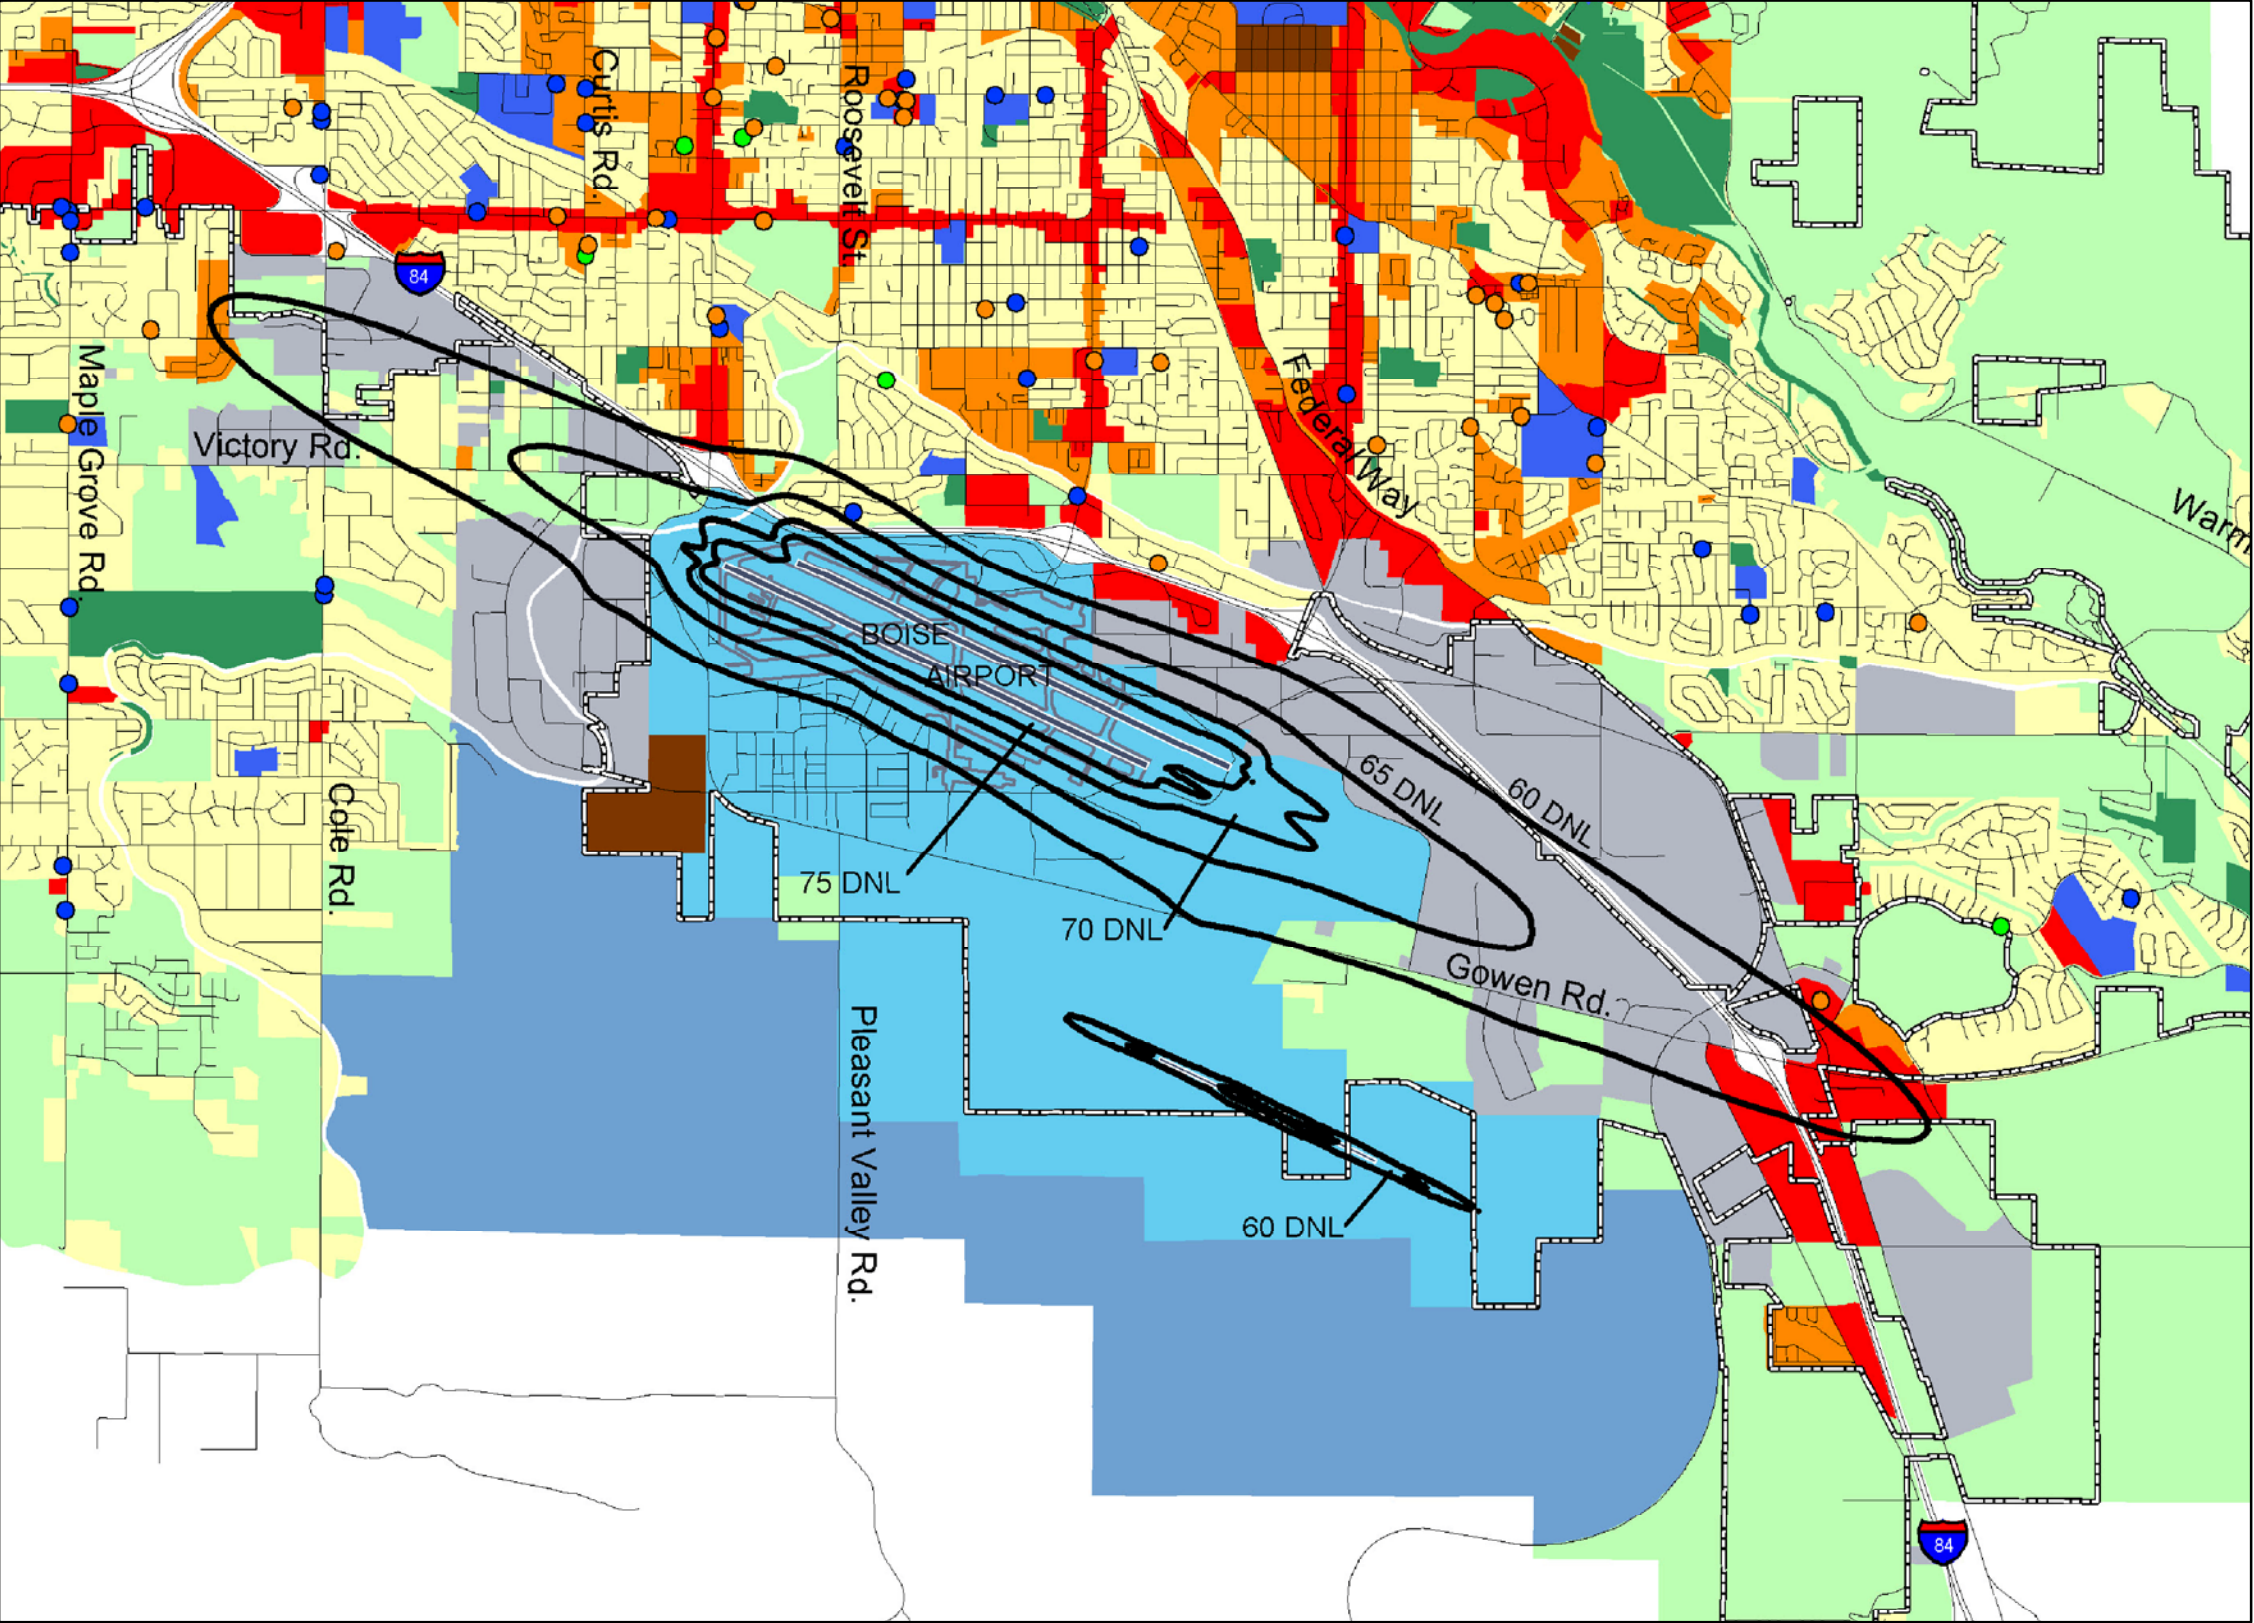 Curtis Rd.
Roosevelt St.
84
Federal Way
Maple Grove Rd.
Victory Rd.
Warm
BOISE
AIRPORT
65 DNL
60 DNL
Cole Rd.
75 DNL
70 DNL
Gowen Rd.
Pleasant Valley Rd.
60 DNL
84